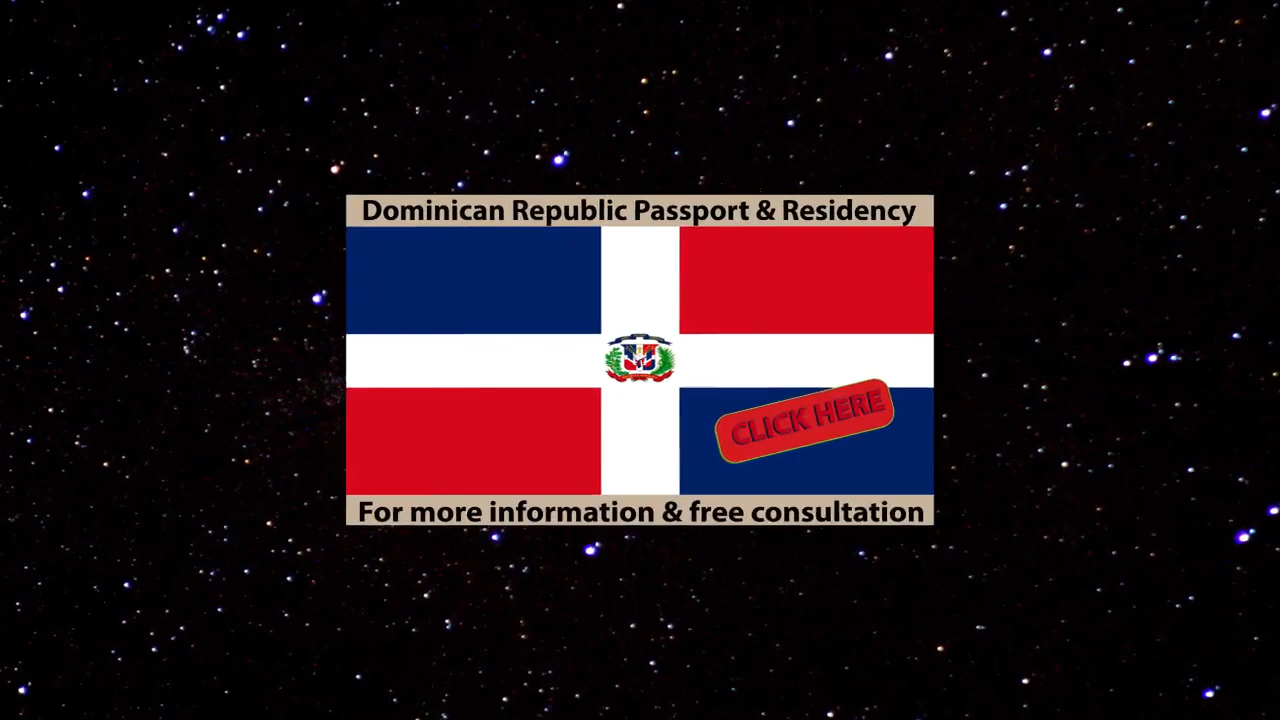 Dominican Republic Passport & Residency
CLICK HERE
For more information & free consultation